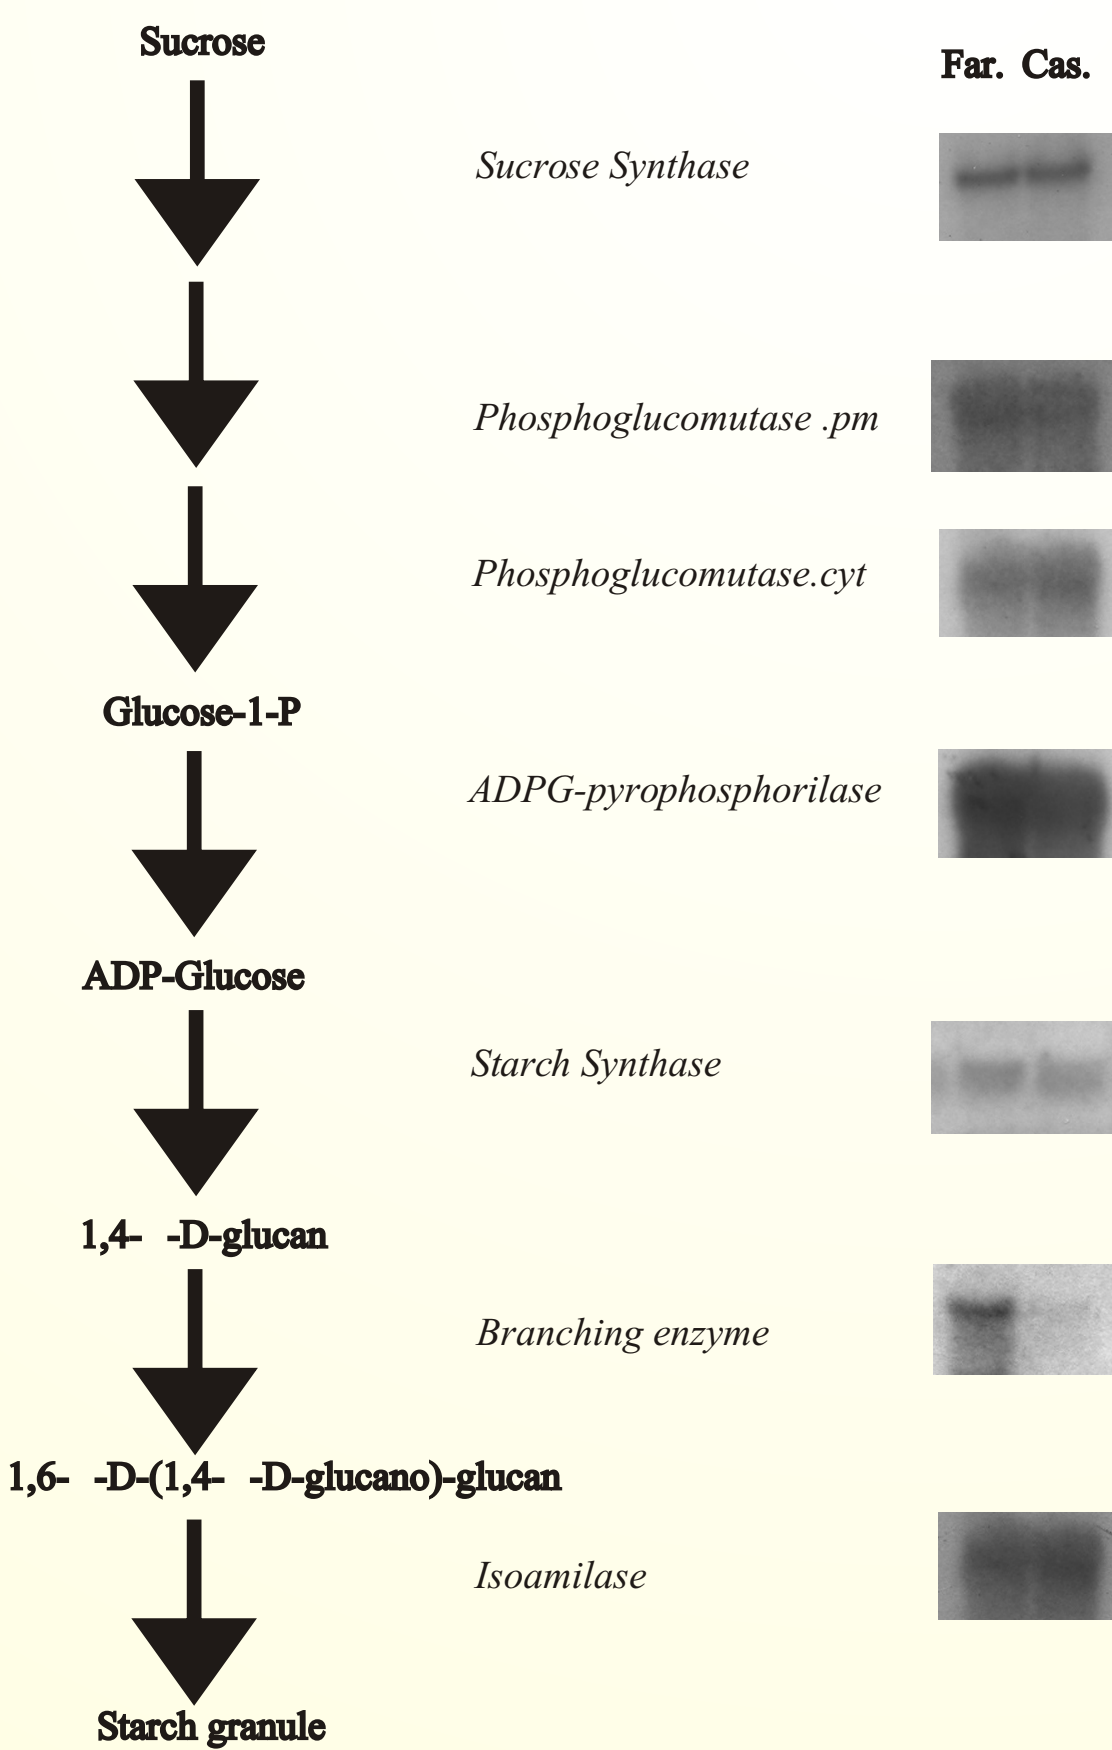 Sucrose
Far. Cas.
Sucrose Synthase
Phosphoglucomutase .pm
Phosphoglucomutase.cyt
Glucose-1-P
ADPG-pyrophosphorilase
ADP-Glucose
Starch Synthase
1,4- -D-glucan
Branching enzyme
1,6- -D-(1,4- -D-glucano)-glucan
Isoamilase
Starch granule